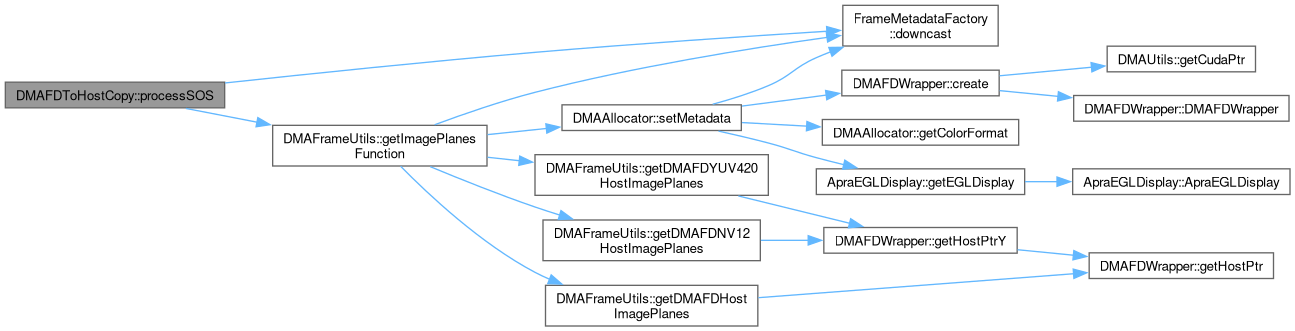 DMAFDToHostCopy::processSOS
DMAFrameUtils::getImagePlanes
Function
FrameMetadataFactory
::downcast
DMAAllocator::setMetadata
DMAFrameUtils::getDMAFDYUV420
HostImagePlanes
DMAFrameUtils::getDMAFDNV12
HostImagePlanes
DMAFrameUtils::getDMAFDHost
ImagePlanes
DMAFDWrapper::create
DMAAllocator::getColorFormat
ApraEGLDisplay::getEGLDisplay
DMAFDWrapper::getHostPtrY
DMAUtils::getCudaPtr
DMAFDWrapper::DMAFDWrapper
ApraEGLDisplay::ApraEGLDisplay
DMAFDWrapper::getHostPtr